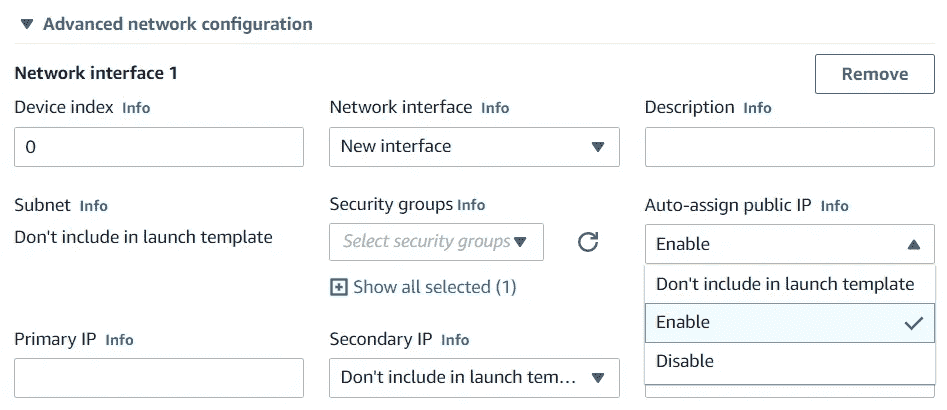 Advanced network configuration
Network interface 1
Remove
Device index Info
Network interface Info
Description Info
0
New interface
Subnet Info
Security groups Info
Auto-assign public IP Info
Don't include in launch template
Select security groups
Enable
Show all selected (1)
Don't include in launch template
Enable
Disable
Primary IP Info
Secondary IP Info
Don't include in launch tem...